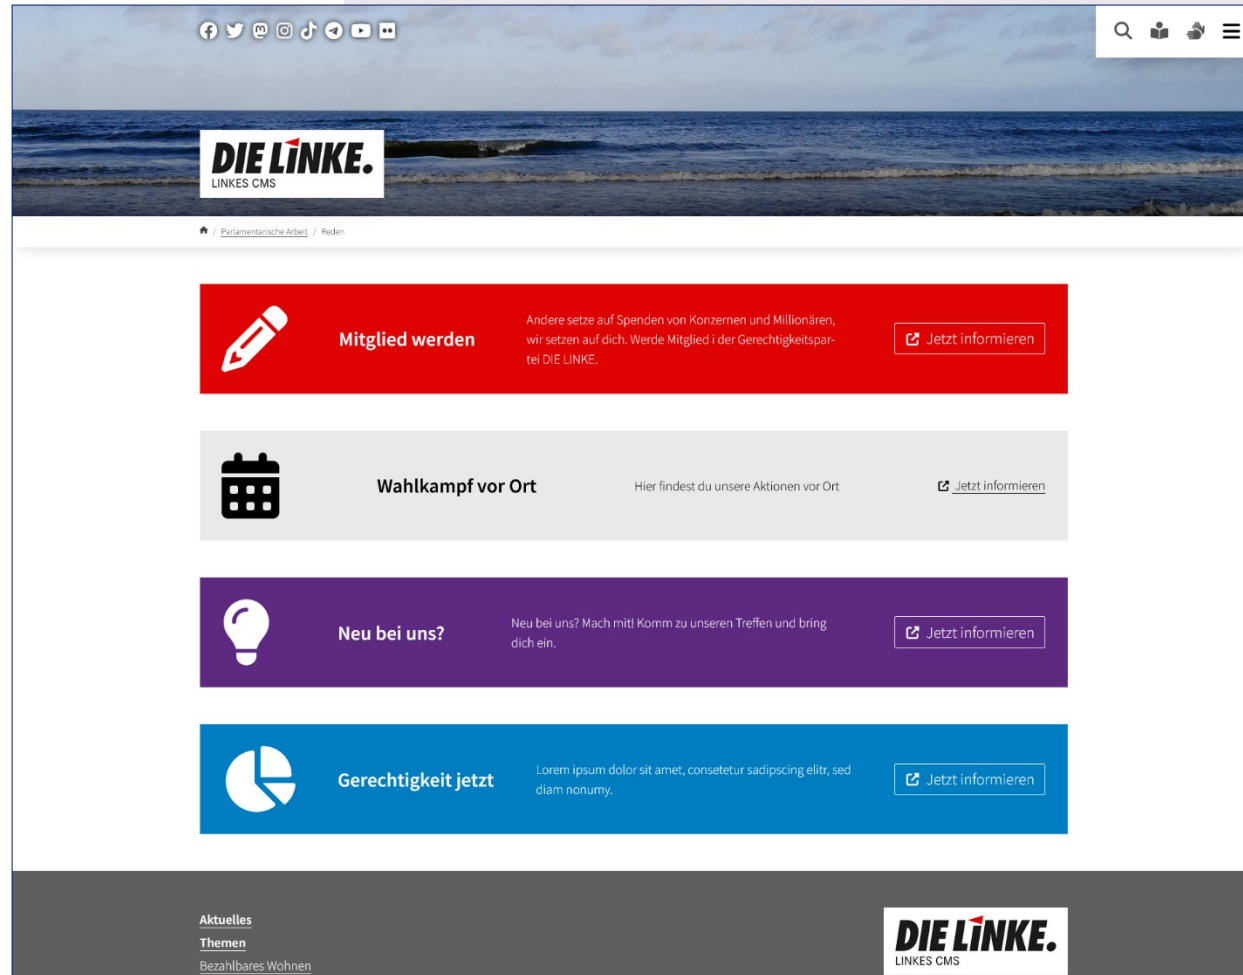 DIE LINKE.
LINKES CMS
/ Parlamentarische Arbeit / Reden
Mitglied werden
Andere setze auf Spenden von Konzernen und Millionären,
wir setzen auf dich. Werde Mitglied i der Gerechtigkeitspar-
tei DIE LINKE.
Jetzt informieren
Wahlkampf vor Ort
Hier findest du unsere Aktionen vor Ort
Jetzt informieren
Neu bei uns?
Neu bei uns? Mach mit! Komm zu unseren Treffen und bring
dich ein.
Jetzt informieren
Gerechtigkeit jetzt
Lorem ipsum dolor sit amet, consetetur sadipscing elitr, sed
diam nonumy.
Jetzt informieren
Aktuelles
Themen
Bezahlbares Wohnen
DIE LINKE.
LINKES CMS